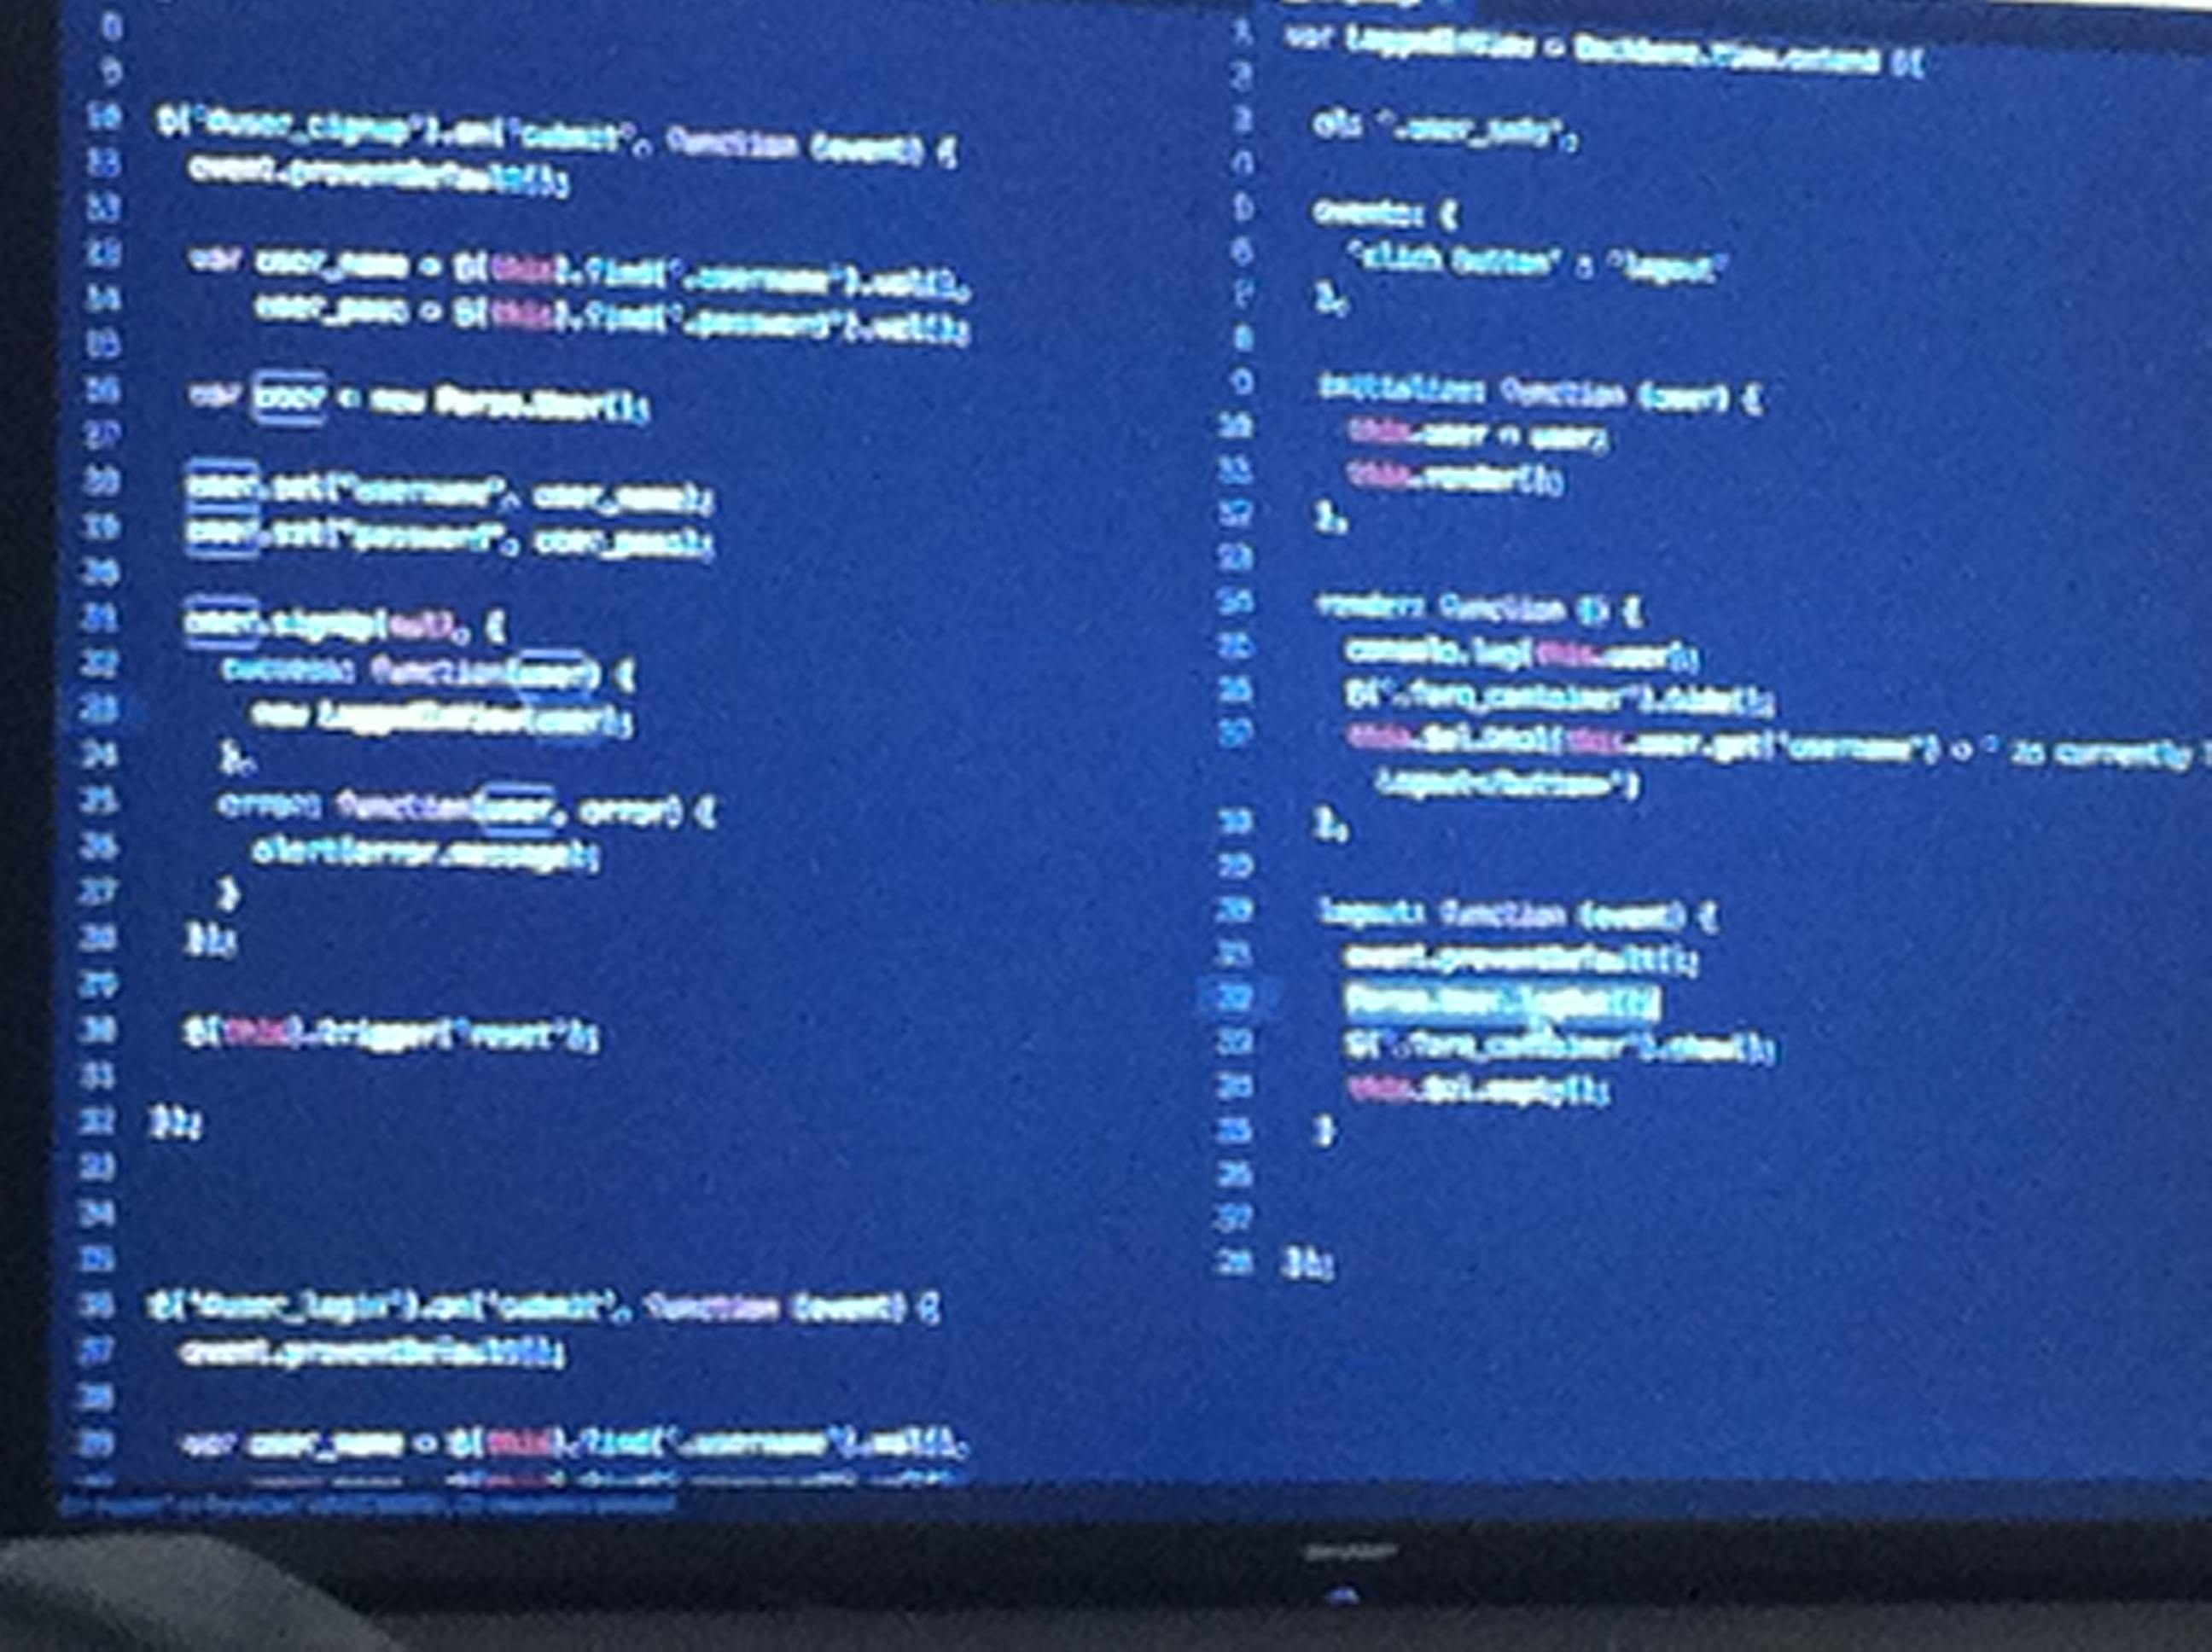 8
9
10 $('#user_signup').on('submit', function (event) {
11 event.preventDefault();
12
13 var user_name = $(this).find('.username').val(),
14 user_pass = $(this).find('.password').val();
15
16 var user = new Parse.User();
17
18 user.set("username", user_name);
19 user.set("password", user_pass);
20
21 user.signUp(null, {
22 success: function(user) {
23 new LoggedInView(user);
24 },
25 error: function(user, error) {
26 alert(error.message);
27 }
28 });
29
30 $(this).trigger('reset');
31
32 });
33
34
35
36 $('#user_login').on('submit', function (event) {
37 event.preventDefault();
38
39 var user_name = $(this).find('.username').val(),
1 var LoggedInView = Backbone.View.extend ({
2
3 el: ".user_info",
4
5 events: {
6 'click button' : 'logout'
7 },
8
9 initialize: function (user) {
10 this.user = user;
11 this.render();
12 },
13
14 render: function () {
15 console.log(this.user);
16 $('.form_container').hide();
17 this.$el.html(this.user.get('username') + ' is currently
Logout</button>')
18 },
19
20 logout: function (event) {
21 event.preventDefault();
22 Parse.User.logOut();
23 $('.form_container').show();
24 this.$el.empty();
25 }
26
27
28 });